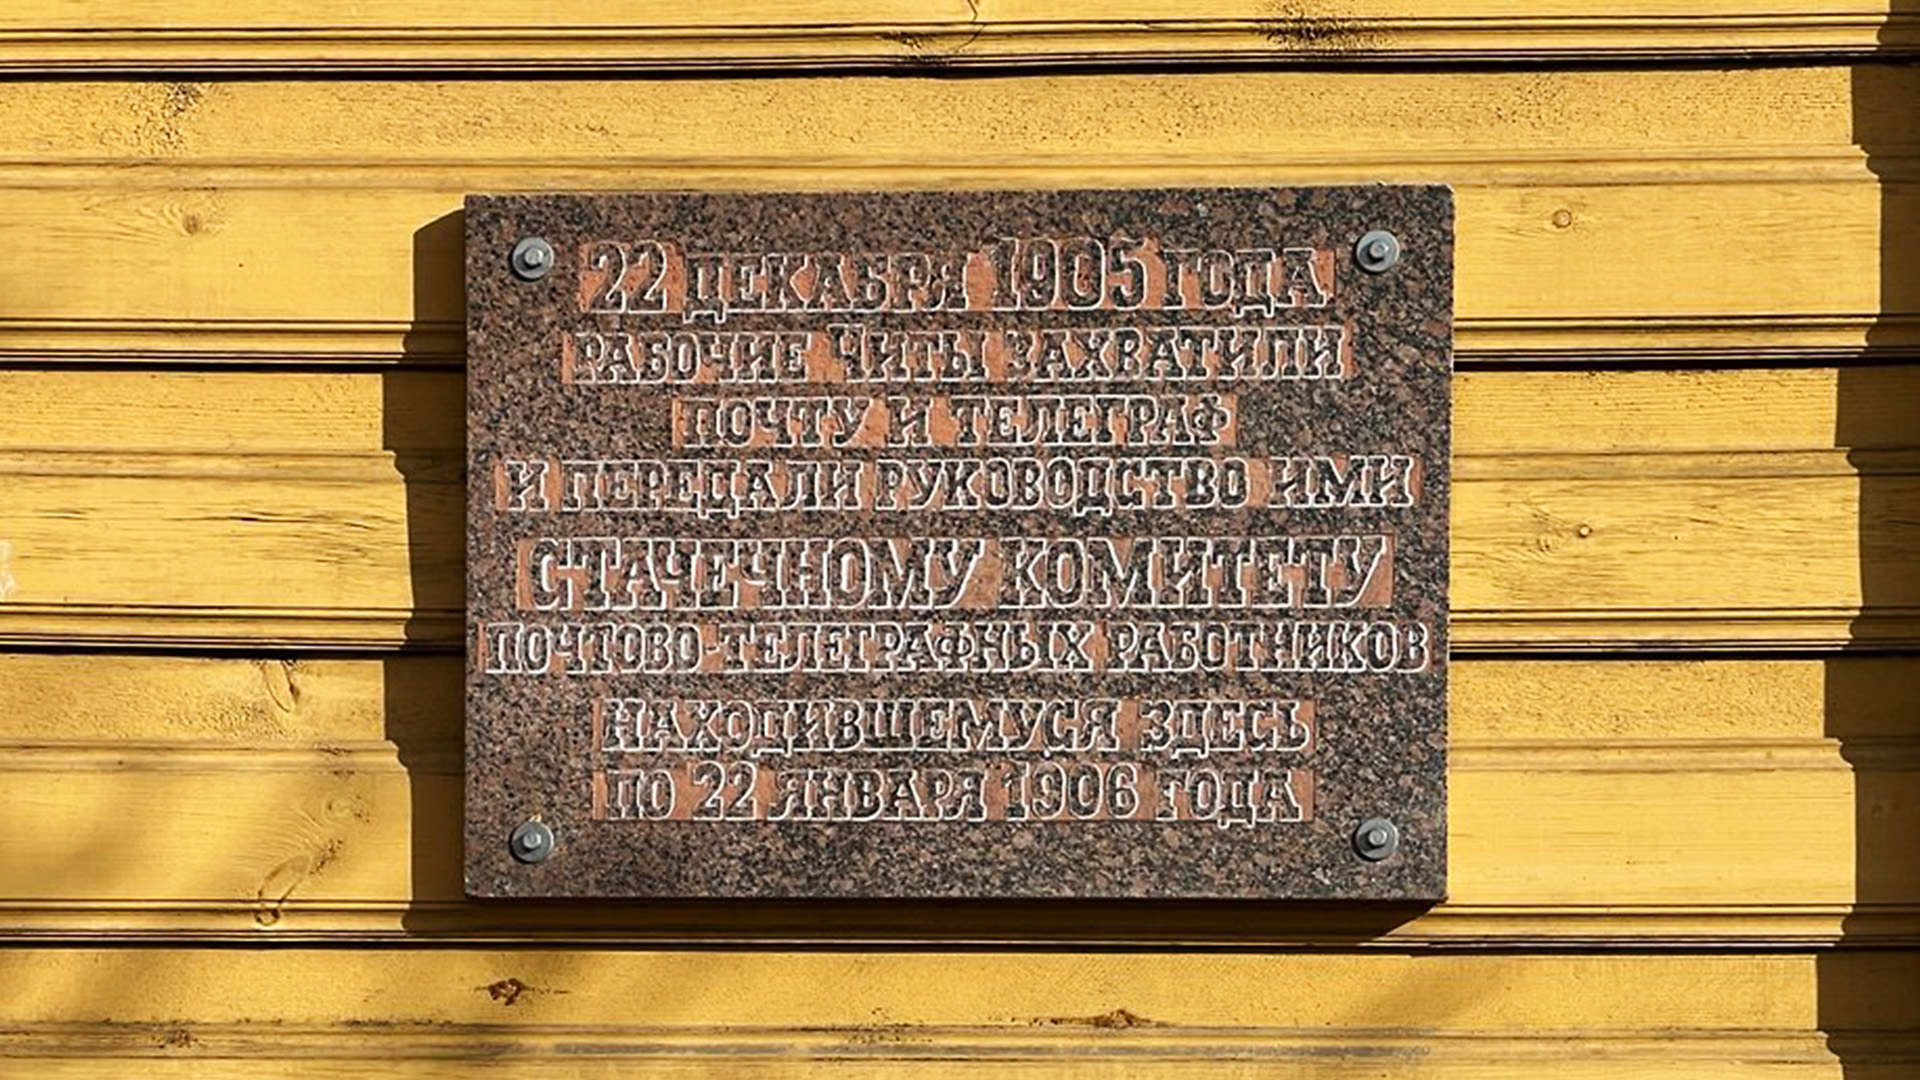 22 ДЕКАБРЯ 1905 ГОДА
РАБОЧИЕ ЧИТЫ ЗАХВАТИЛИ
ПОЧТУ И ТЕЛЕГРАФ
И ПЕРЕДАЛИ РУКОВОДСТВО ИМИ
СТАЧЕЧНОМУ КОМИТЕТУ
ПОЧТОВО-ТЕЛЕГРАФНЫХ РАБОТНИКОВ
НАХОДИВШЕМУСЯ ЗДЕСЬ
ПО 22 ЯНВАРЯ 1906 ГОДА